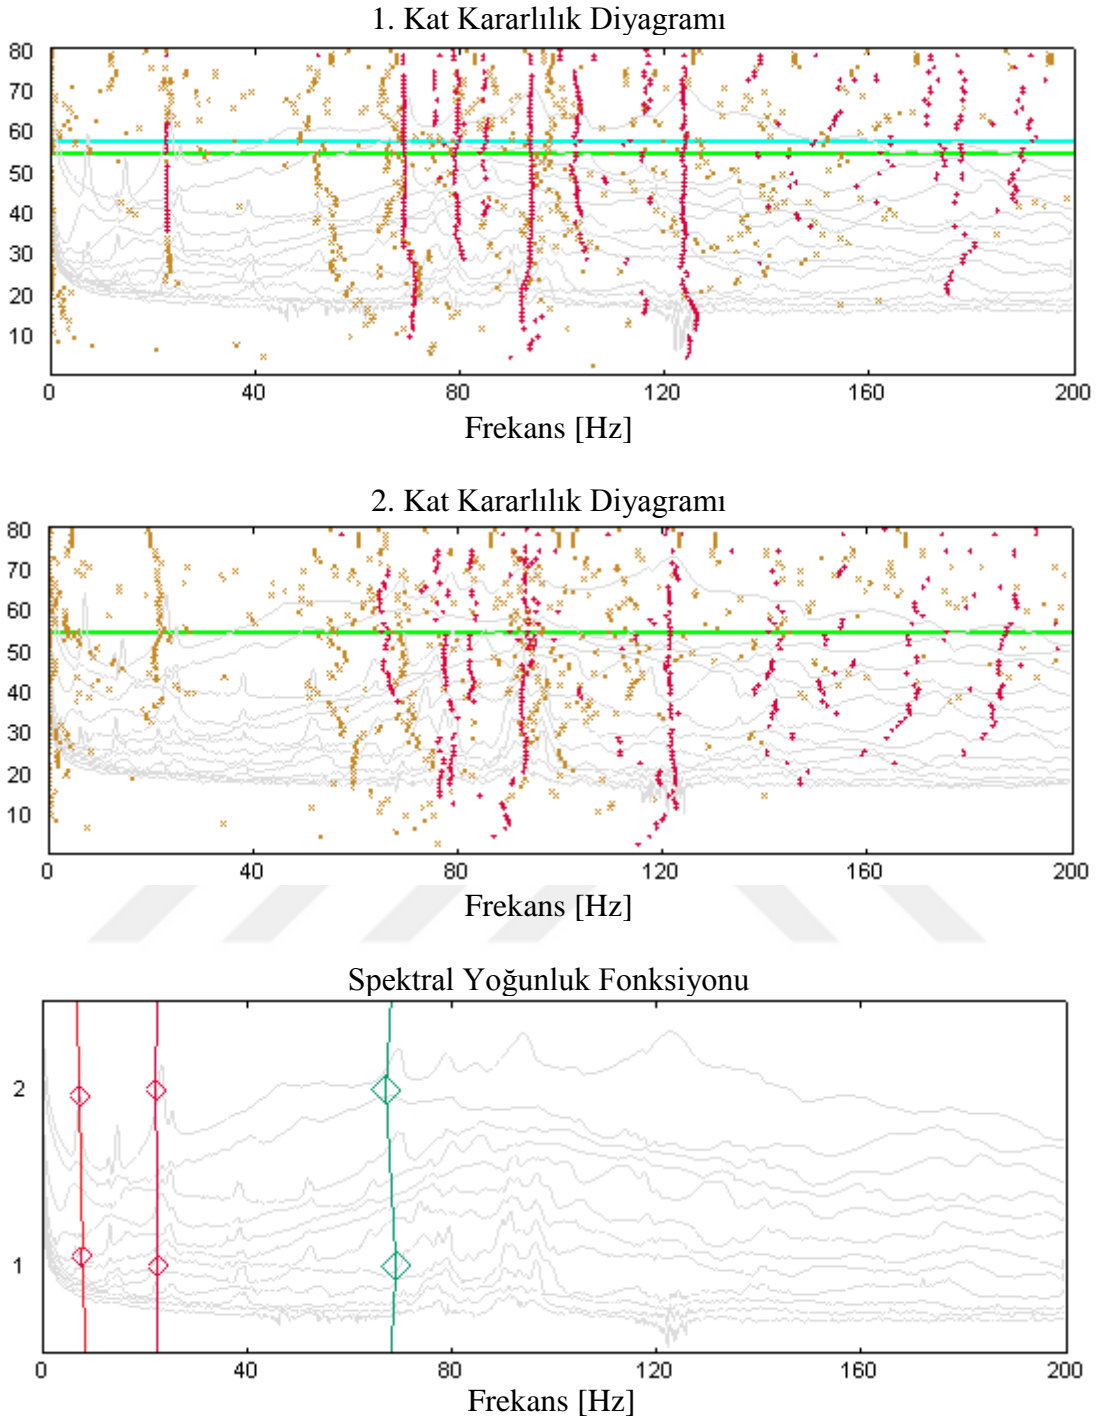 1. Kat Kararlılık Diyagramı
80
70
60
50
40
30
20
10
0 40 80 120 160 200
Frekans [Hz]
2. Kat Kararlılık Diyagramı
80
70
60
50
40
30
20
10
0 40 80 120 160 200
Frekans [Hz]
Spektral Yoğunluk Fonksiyonu
2
1
0 40 80 120 160 200
Frekans [Hz]